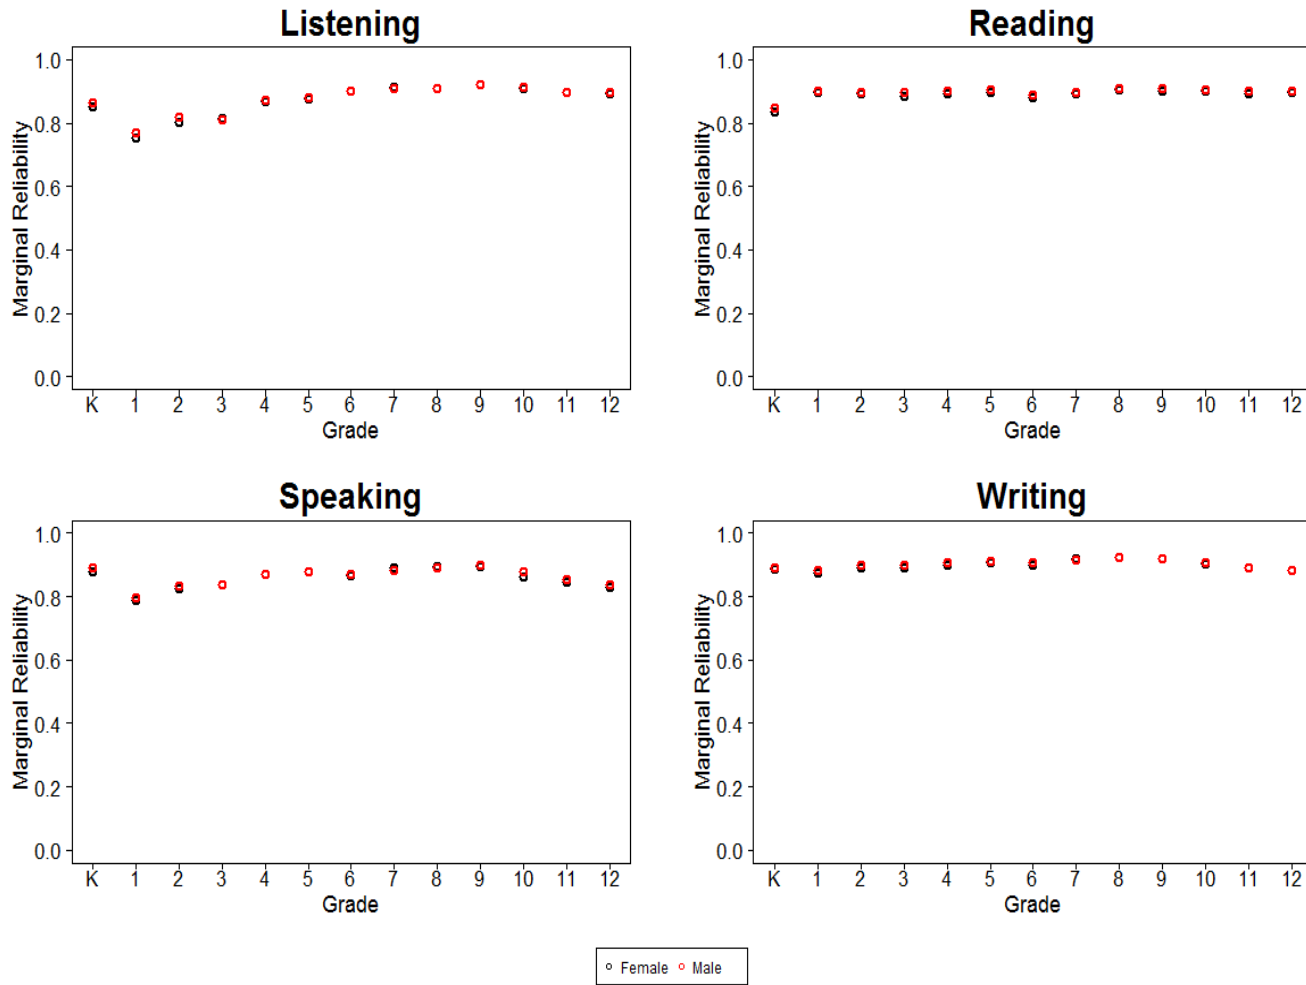 Listening
Marginal Reliability
1.0
0.8
0.6
0.4
0.2
0.0
K 1 2 3 4 5 6 7 8 9 10 11 12
Grade
Reading
Marginal Reliability
1.0
0.8
0.6
0.4
0.2
0.0
K 1 2 3 4 5 6 7 8 9 10 11 12
Grade
Speaking
Marginal Reliability
1.0
0.8
0.6
0.4
0.2
0.0
K 1 2 3 4 5 6 7 8 9 10 11 12
Grade
Writing
Marginal Reliability
1.0
0.8
0.6
0.4
0.2
0.0
K 1 2 3 4 5 6 7 8 9 10 11 12
Grade
Female Male